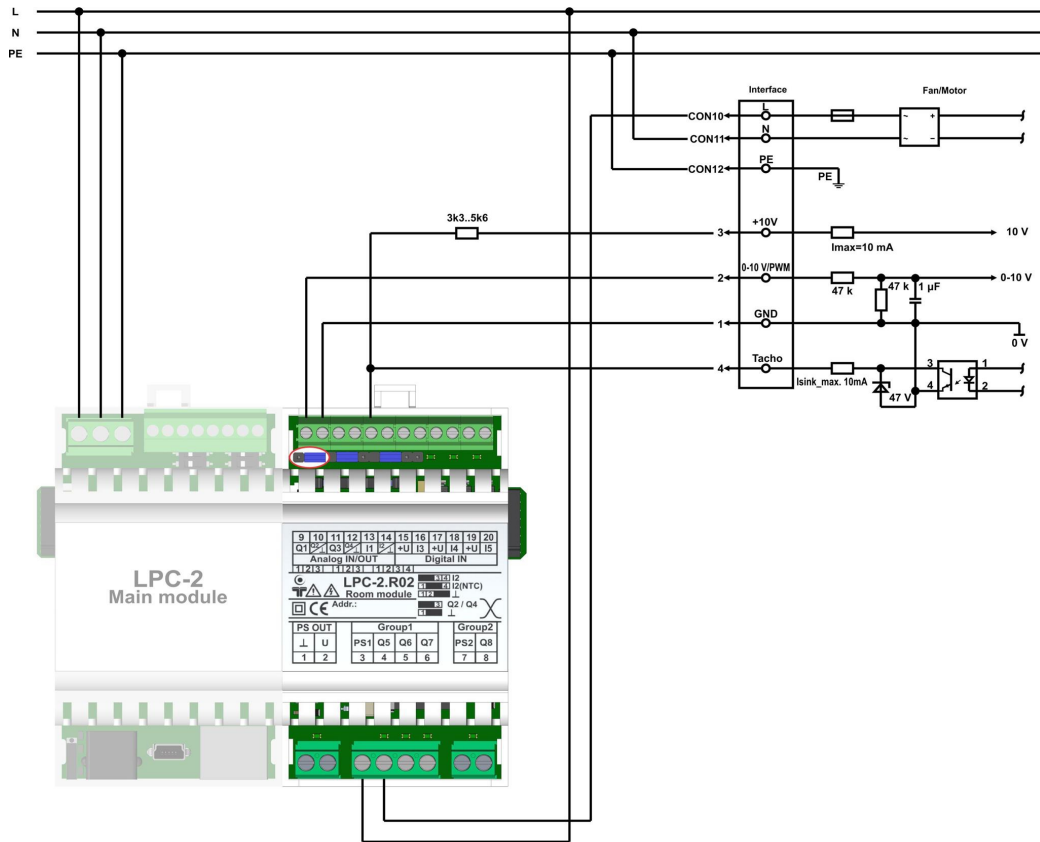 L
N
PE
Interface
Fan/Motor
CON10
L
~
+
CON11
N
~
−
CON12
PE
PE
3k3..5k6
3
+10V
Imax=10 mA
10 V
2
0-10 V/PWM
47 k
47 k
1 µF
0-10 V
1
GND
0 V
4
Tacho
Isink_max. 10mA
47 V
3
1
4
2
LPC-2
Main module
9 10 11 12 13 14 15 16 17 18 19 20
Q1 Q2 Q3 Q4 I1 I2 +U I3 +U I4 +U I5
Analog IN/OUT Digital IN
1 2 3 1 2 3 1 2 3 4
LPC-2.R02
Room module
I2
I2(NTC)
Addr.:
Q2 / Q4
PS OUT Group1 Group2
⊥ U PS1 Q5 Q6 Q7 PS2 Q8
1 2 3 4 5 6 7 8